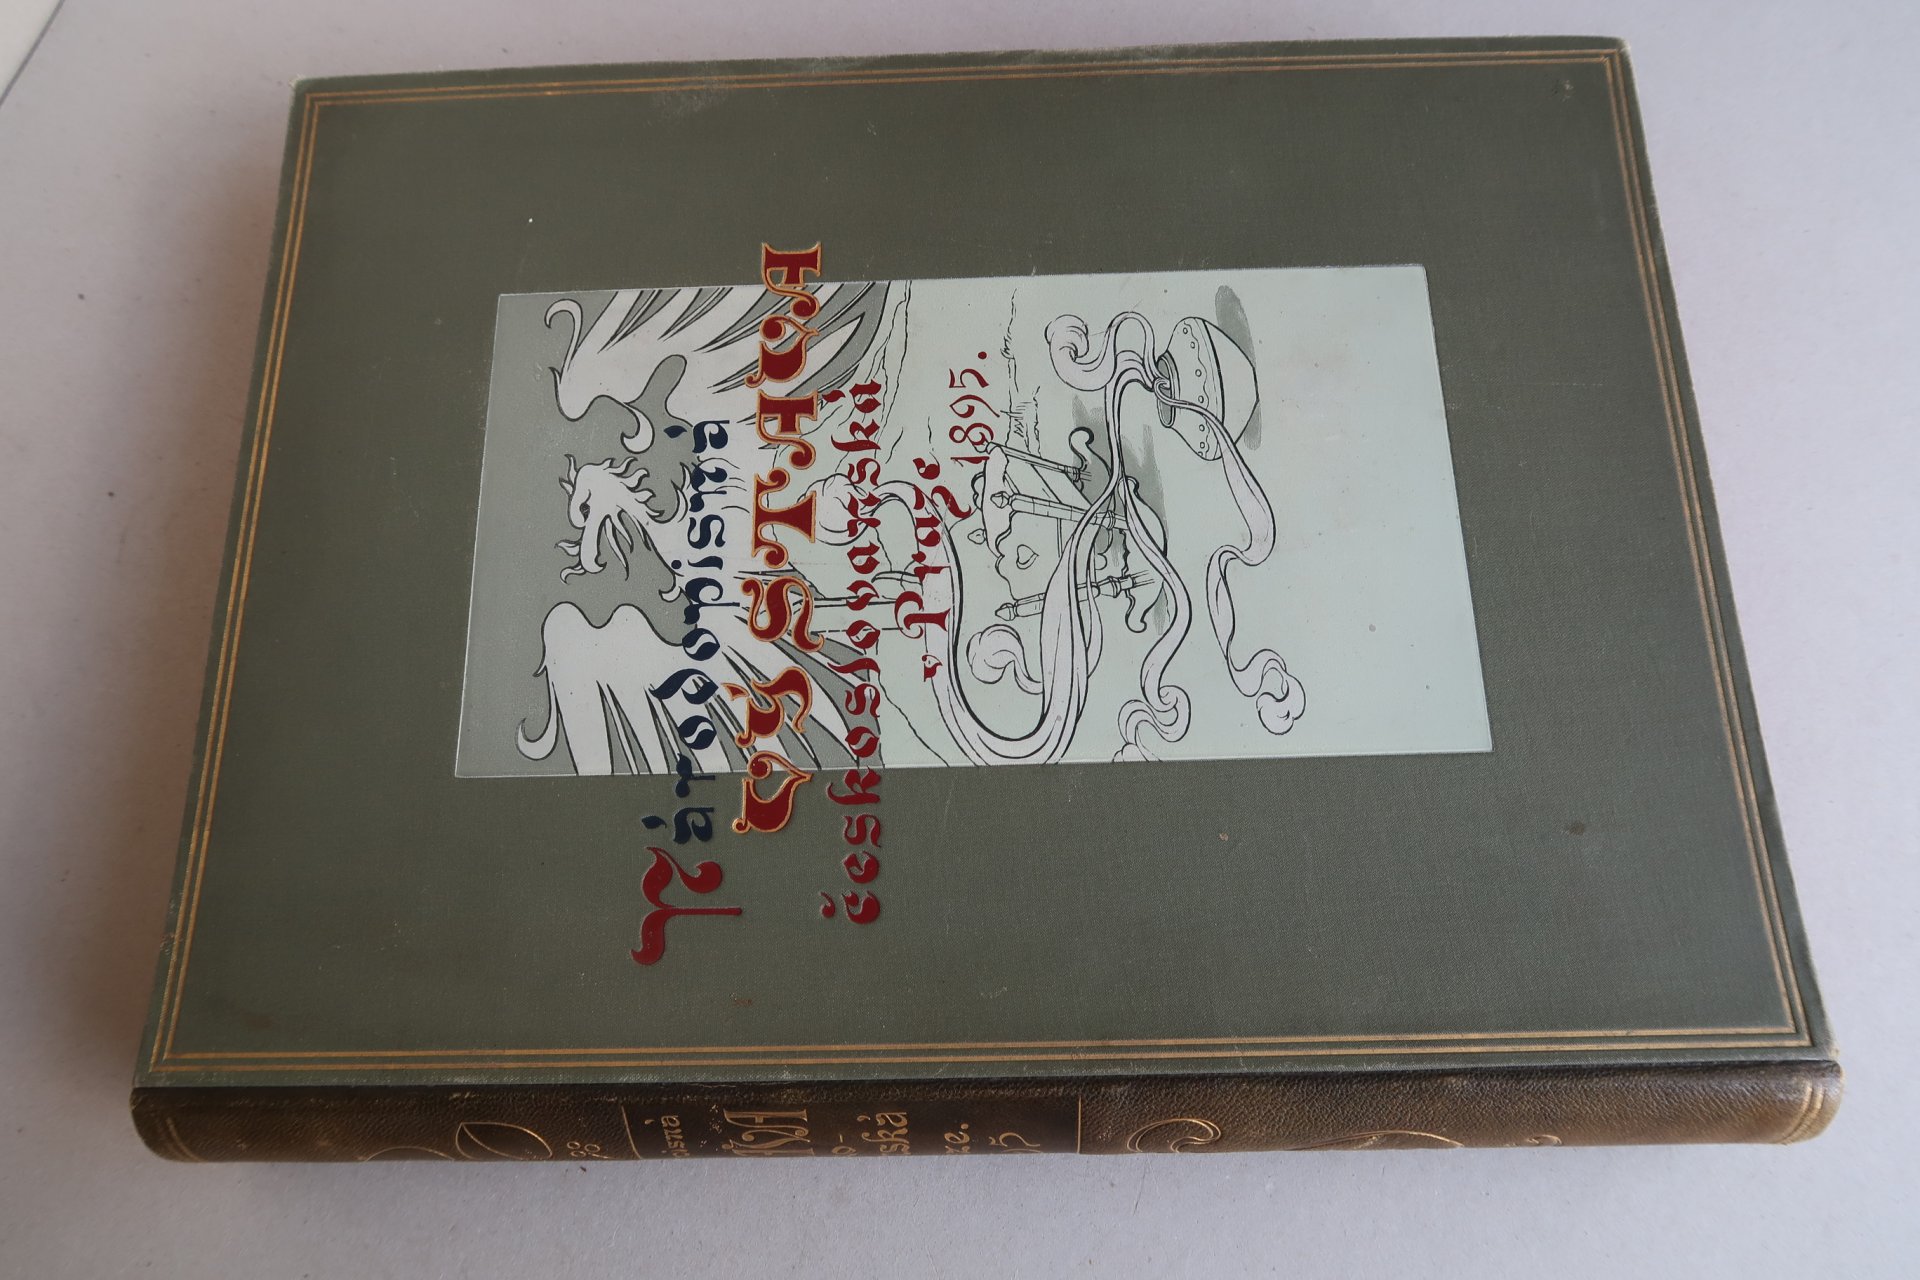 Národopisná
VÝSTAVA
českoslovanská
v Praze
1895.